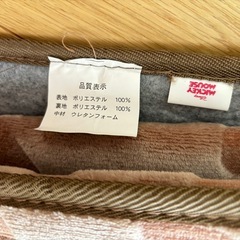 品質表示
表地 ポリエステル 100%
裏地 ポリエステル 100%
中材 ウレタンフォーム
Disney
MICKEY
MOUSE